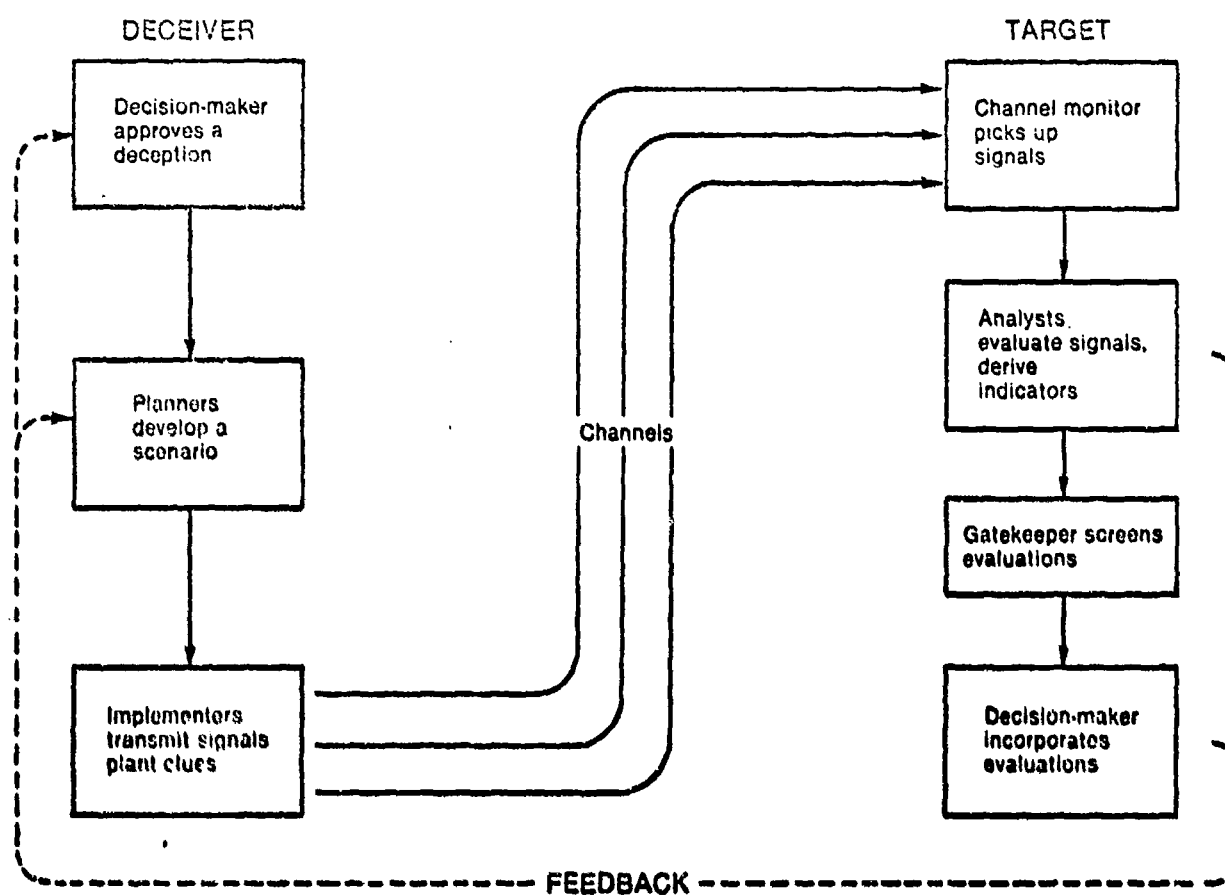 DECEIVER
Decision-maker
approves a
deception
Planners
develop a
scenario
Implementors
transmit signals
plant clues
Channels
TARGET
Channel monitor
picks up
signals
Analysts
evaluate signals,
derive
indicators
Gatekeeper screens
evaluations
Decision-maker
incorporates
evaluations
FEEDBACK